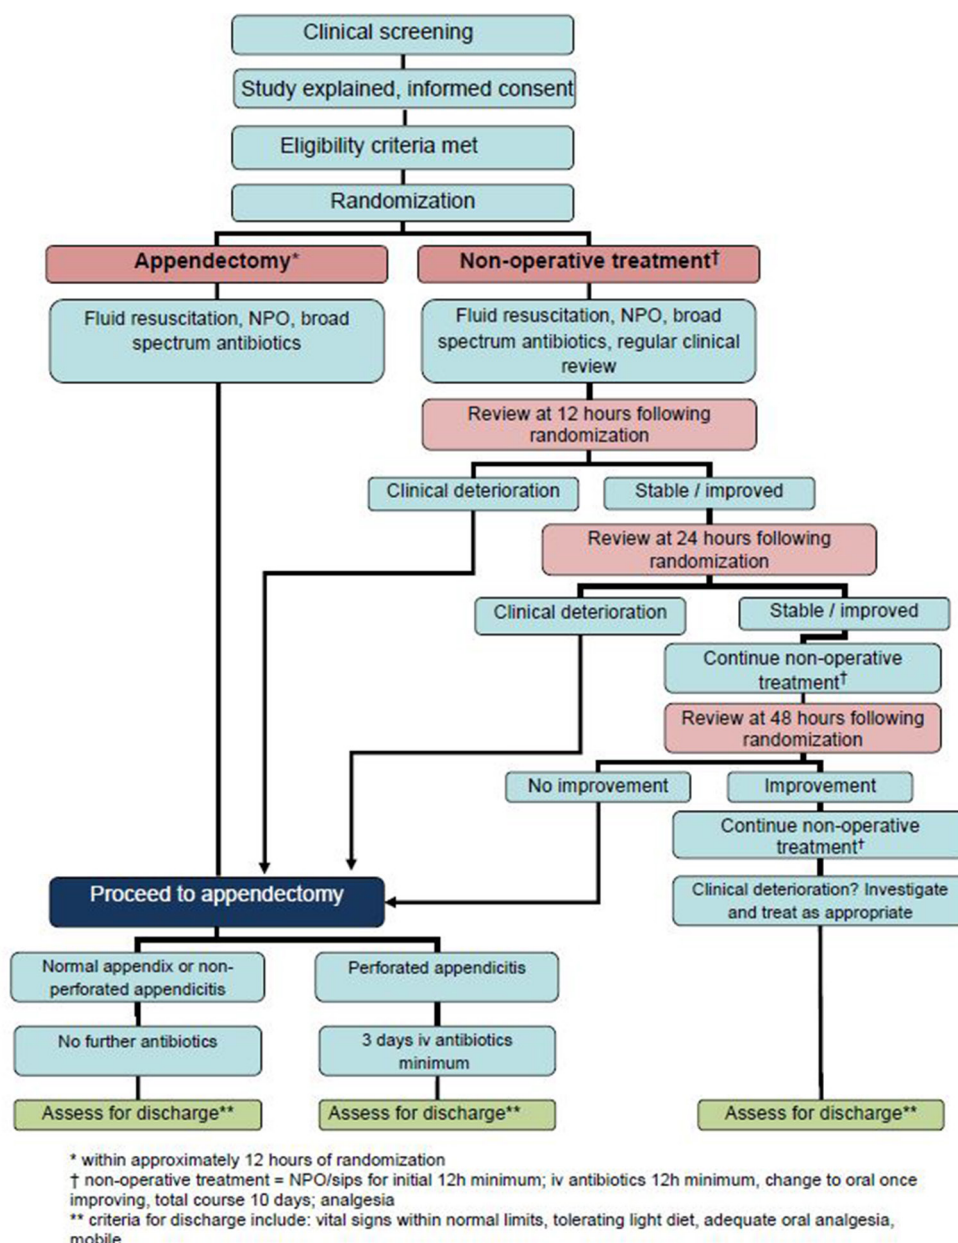 Clinical screening
Study explained, informed consent
Eligibility criteria met
Randomization
Appendectomy*
Non-operative treatment†
Fluid resuscitation, NPO, broad
spectrum antibiotics
Fluid resuscitation, NPO, broad
spectrum antibiotics, regular clinical
review
Review at 12 hours following
randomization
Clinical deterioration
Stable / improved
Review at 24 hours following
randomization
Clinical deterioration
Stable / improved
Continue non-operative
treatment†
Review at 48 hours following
randomization
No improvement
Improvement
Continue non-operative
treatment†
Clinical deterioration? Investigate
and treat as appropriate
Proceed to appendectomy
Normal appendix or non-
perforated appendicitis
Perforated appendicitis
No further antibiotics
3 days iv antibiotics
minimum
Assess for discharge**
Assess for discharge**
Assess for discharge**
* within approximately 12 hours of randomization
† non-operative treatment = NPO/sips for initial 12h minimum; iv antibiotics 12h minimum, change to oral once
improving, total course 10 days; analgesia
** criteria for discharge include: vital signs within normal limits, tolerating light diet, adequate oral analgesia,
mobile